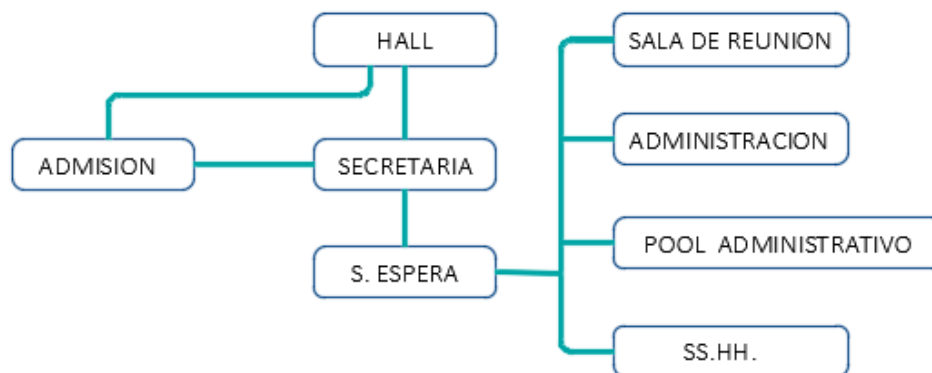 HALL
SALA DE REUNION
ADMISION
SECRETARIA
ADMINISTRACION
S. ESPERA
POOL ADMINISTRATIVO
SS.HH.